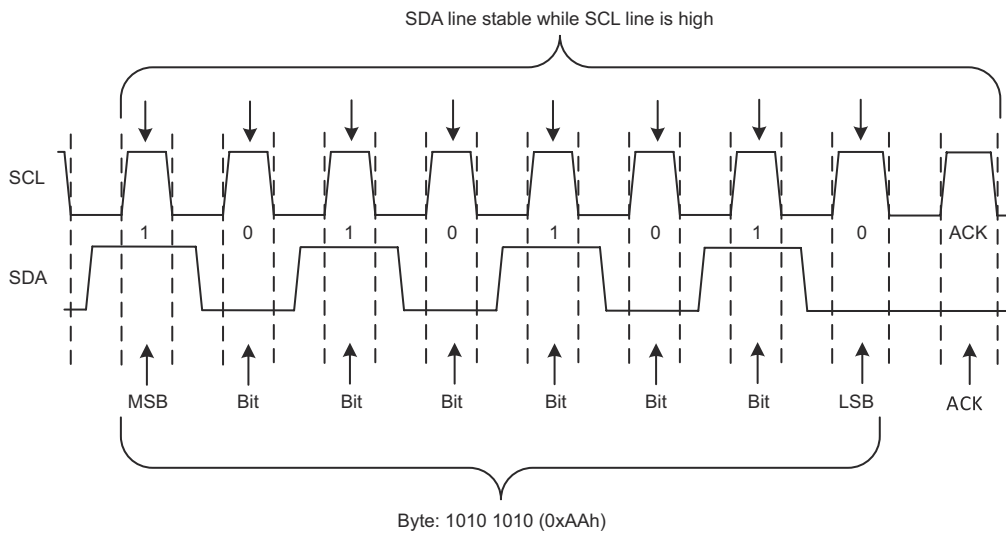 SDA line stable while SCL line is high
SCL
1 0 1 0 1 0 1 0 ACK
SDA
MSB Bit Bit Bit Bit Bit Bit LSB ACK
Byte: 1010 1010 (0xAAh)